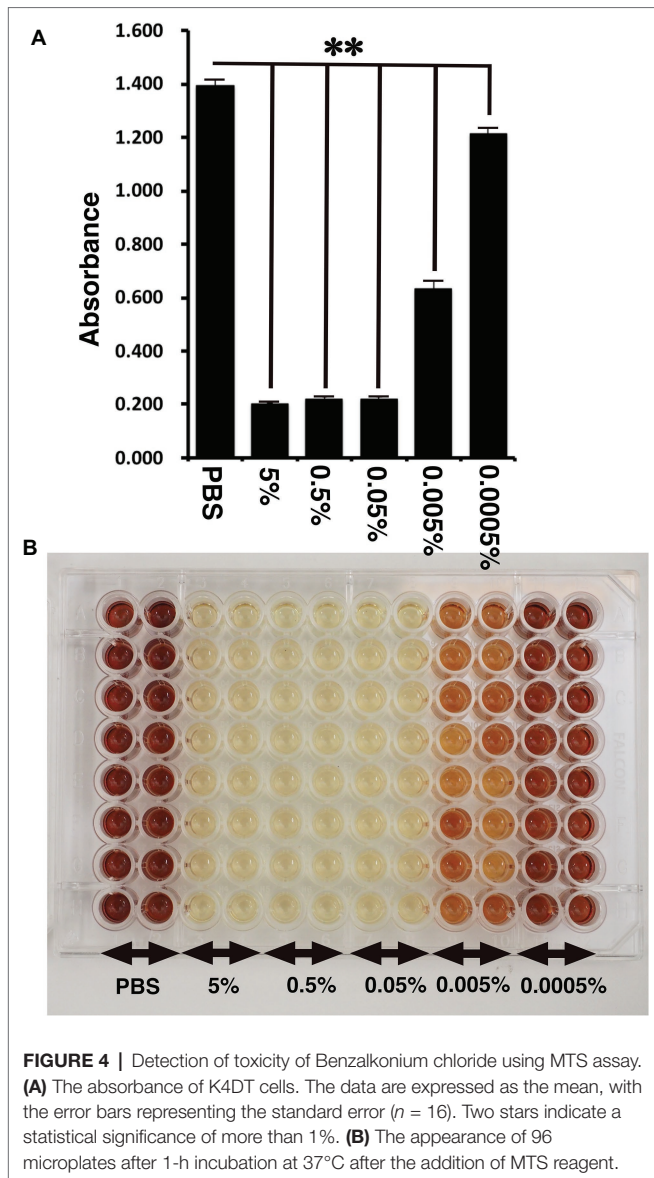 A
1.600
**
1.400
1.200
1.000
0.800
0.600
0.400
0.200
0.000
Absorbance
PBS
5%
0.5%
0.05%
0.005%
0.0005%
B
PBS
5%
0.5%
0.05%
0.005%
0.0005%
FIGURE 4 | Detection of toxicity of Benzalkonium chloride using MTS assay.
(A) The absorbance of K4DT cells. The data are expressed as the mean, with
the error bars representing the standard error (n = 16). Two stars indicate a
statistical significance of more than 1%. (B) The appearance of 96
microplates after 1-h incubation at 37°C after the addition of MTS reagent.